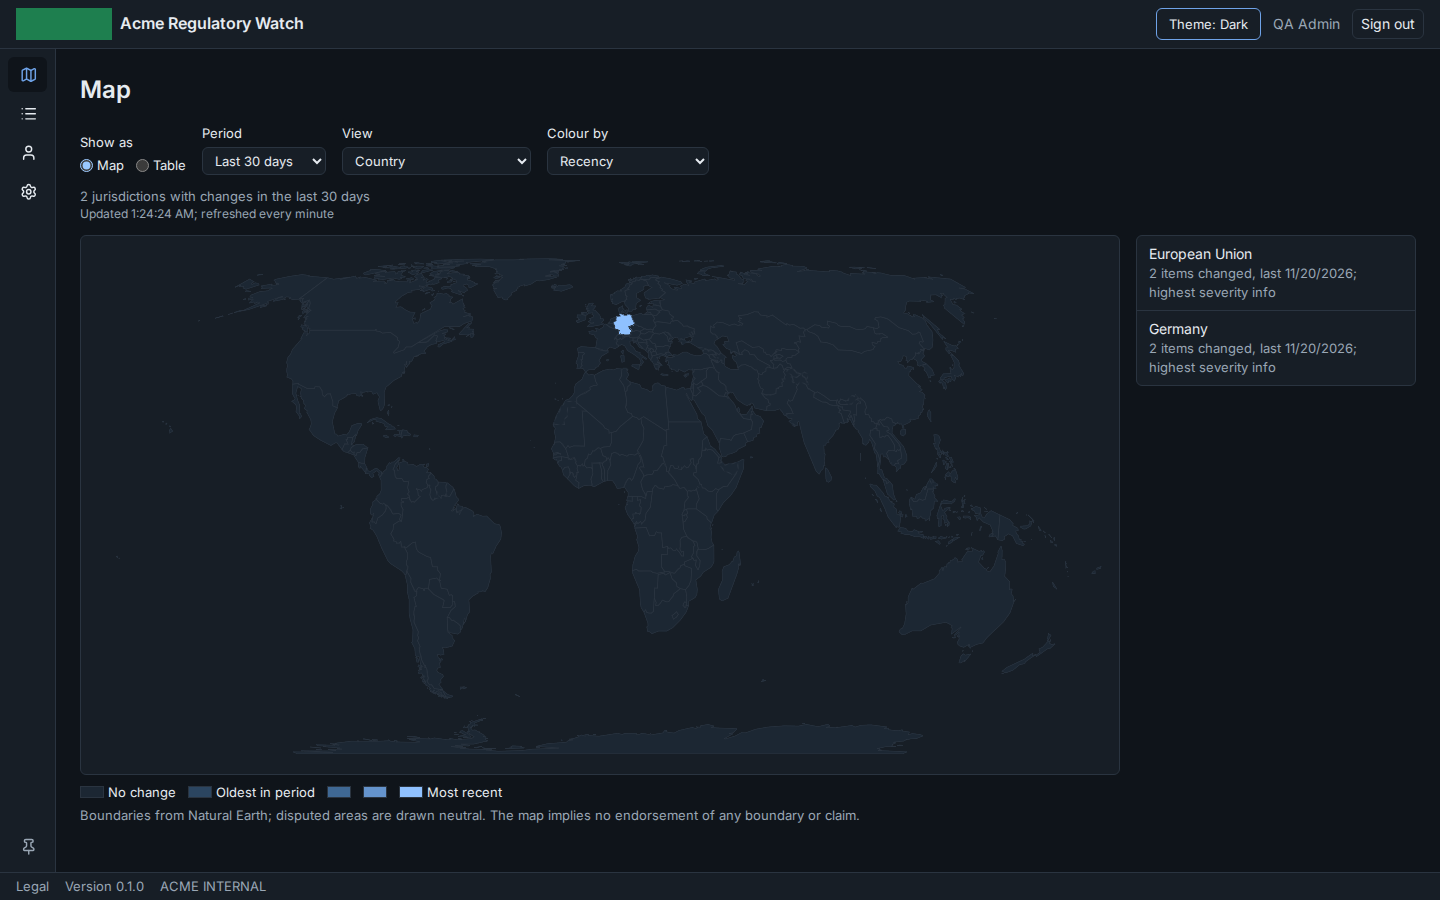 Acme Regulatory Watch
Theme: Dark
QA Admin
Sign out
Map
Show as
Map
Table
Period
Last 30 days
View
Country
Colour by
Recency
2 jurisdictions with changes in the last 30 days
Updated 1:24:24 AM; refreshed every minute
European Union
2 items changed, last 11/20/2026;
highest severity info
Germany
2 items changed, last 11/20/2026;
highest severity info
No change
Oldest in period
Most recent
Boundaries from Natural Earth; disputed areas are drawn neutral. The map implies no endorsement of any boundary or claim.
Legal
Version 0.1.0
ACME INTERNAL